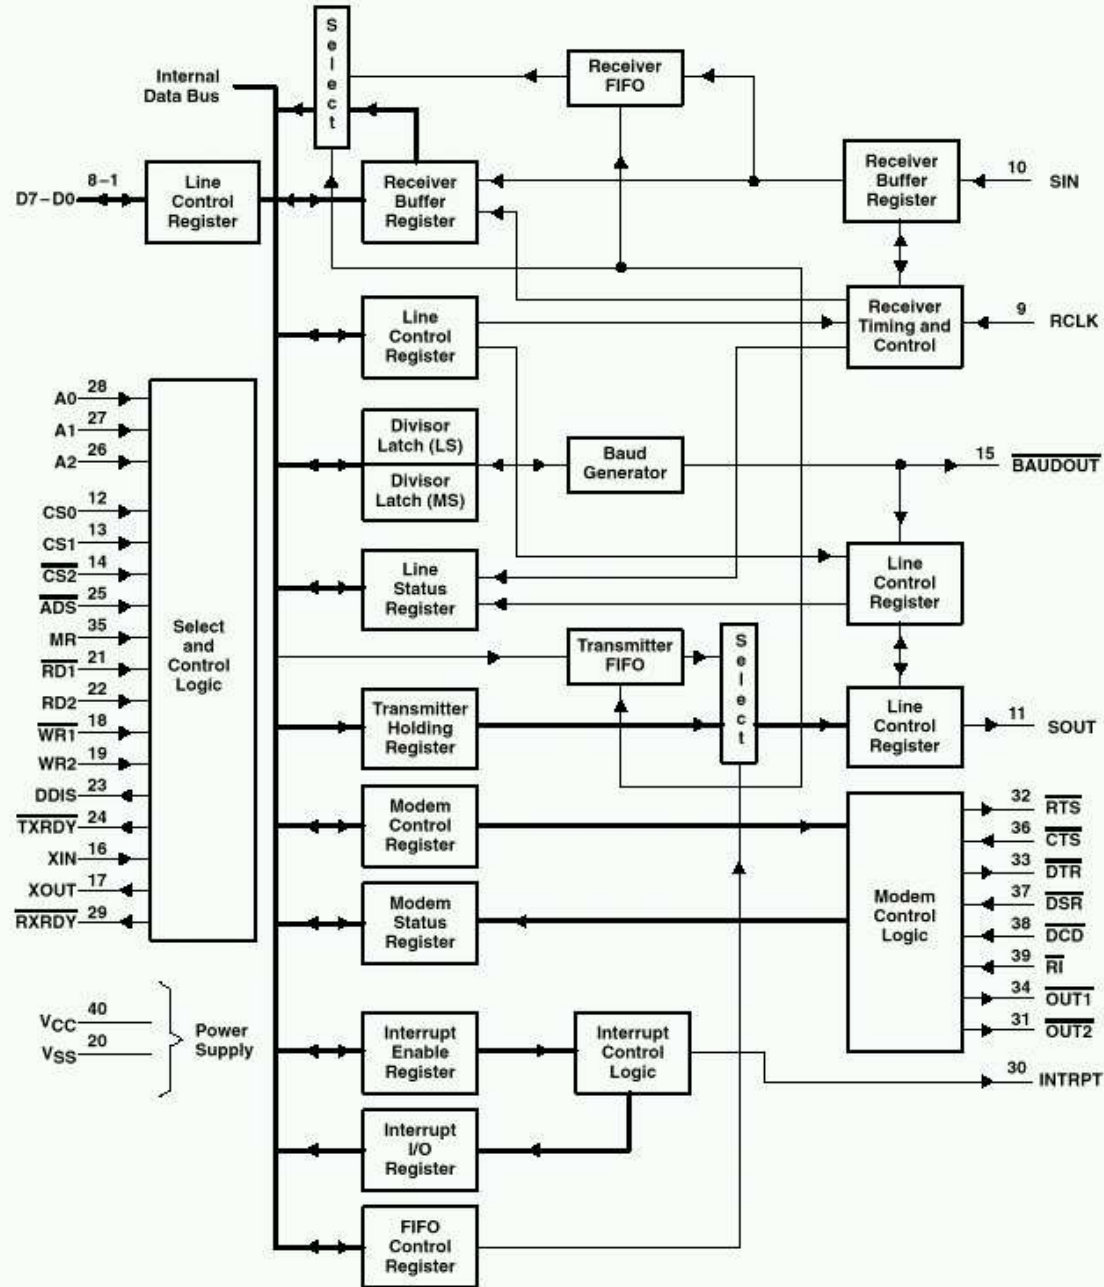 S
e
l
e
c
t
Internal
Data Bus
Receiver
FIFO
8–1
D7–D0
Line
Control
Register
Receiver
Buffer
Register
Receiver
Buffer
Register
10
SIN
Line
Control
Register
Receiver
Timing and
Control
9
RCLK
A0 28
A1 27
A2 26
CS0 12
CS1 13
CS2 14
ADS 25
MR 35
RD1 21
RD2 22
WR1 18
WR2 19
DDIS 23
TXRDY 24
XIN 16
XOUT 17
RXRDY 29
Select
and
Control
Logic
Divisor
Latch (LS)
Divisor
Latch (MS)
Baud
Generator
15 BAUDOUT
Line
Status
Register
Line
Control
Register
Transmitter
FIFO
S
e
l
e
c
t
Transmitter
Holding
Register
Line
Control
Register
11
SOUT
Modem
Control
Register
Modem
Status
Register
Modem
Control
Logic
32 RTS
36 CTS
33 DTR
37 DSR
38 DCD
39 RI
34 OUT1
31 OUT2
30 INTRPT
VCC 40
VSS 20
Power
Supply
Interrupt
Enable
Register
Interrupt
Control
Logic
Interrupt
I/O
Register
FIFO
Control
Register